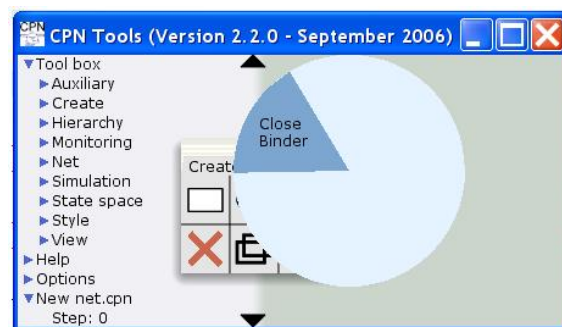 CPN Tools (Version 2.2.0 - September 2006)
Tool box
Auxiliary
Create
Hierarchy
Monitoring
Net
Simulation
State space
Style
View
Help
Options
New net.cpn
Step: 0
Close
Binder
Creat